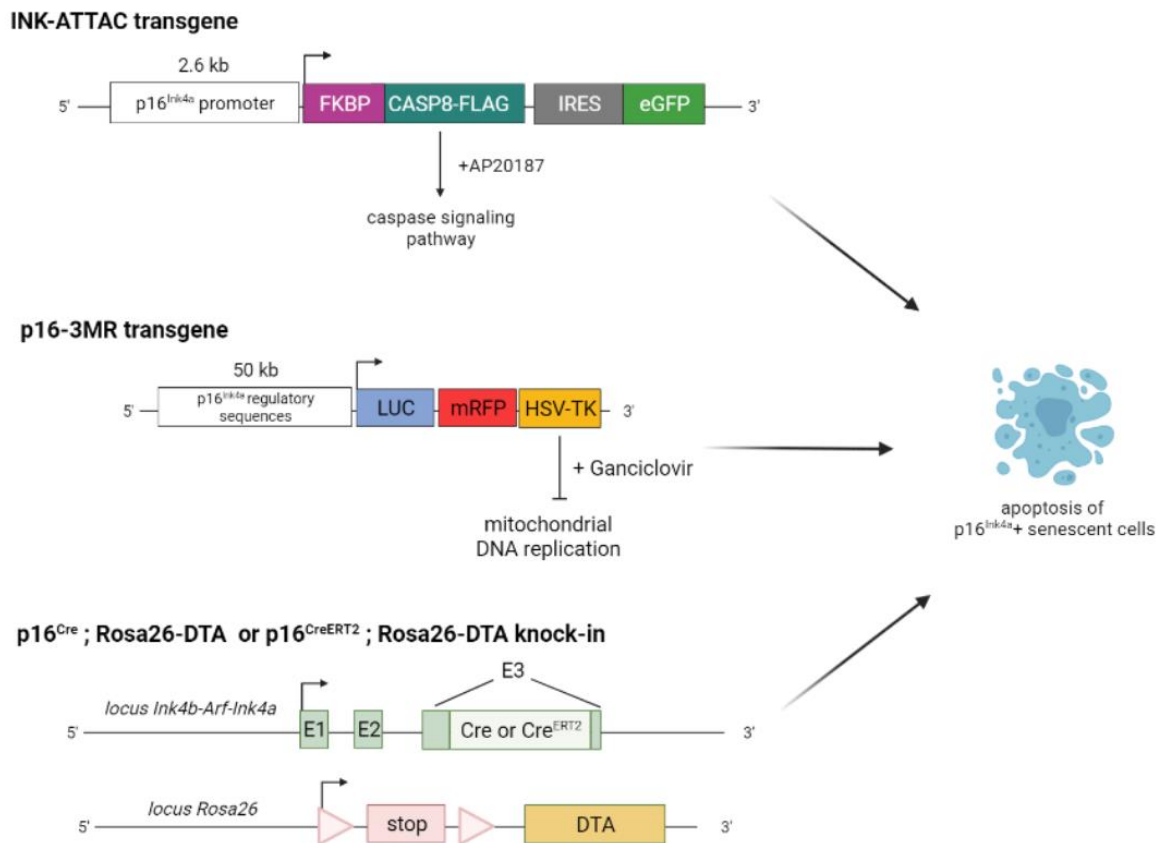 INK-ATTAC transgene
2.6 kb
5' p16Ink4a promoter FKBP CASP8-FLAG IRES eGFP 3'
+AP20187
caspase signaling
pathway
p16-3MR transgene
50 kb
5' p16Ink4a regulatory
sequences LUC mRFP HSV-TK 3'
+ Ganciclovir
mitochondrial
DNA replication
apoptosis of
p16Ink4a+ senescent cells
p16Cre ; Rosa26-DTA or p16CreERT2 ; Rosa26-DTA knock-in
E3
locus Ink4b-Arf-Ink4a
5' E1 E2 Cre or CreERT2 3'
locus Rosa26
5' stop DTA 3'